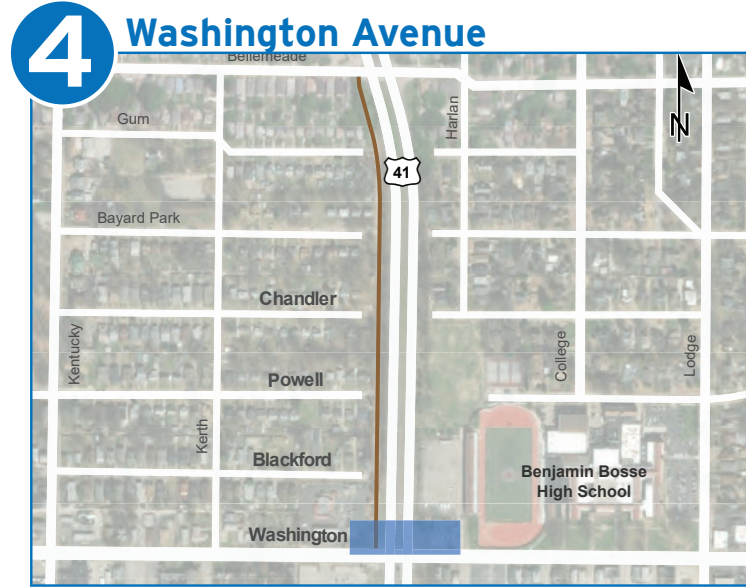 4 Washington Avenue
Bellemeade
Gum
Harlan
N
41
Bayard Park
Chandler
Kentucky
College
Lodge
Powell
Kerth
Blackford
Benjamin Bosse
High School
Washington